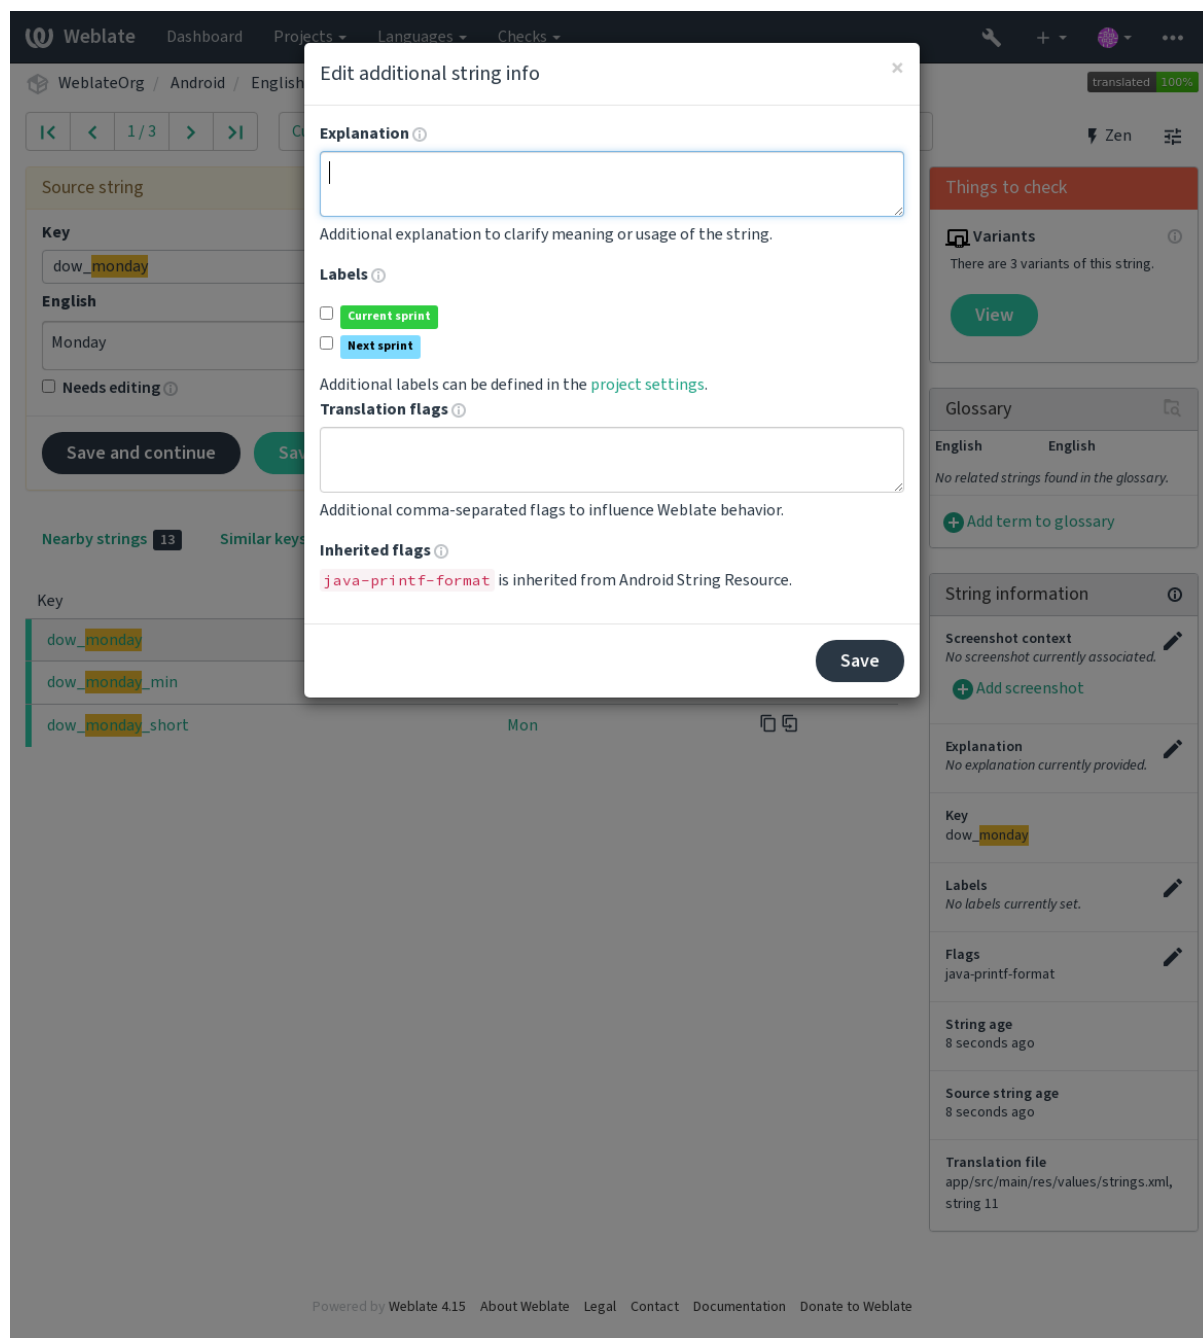 Weblate Dashboard Projects Languages Checks
WeblateOrg / Android / English
translated 100%
1 / 3
Zen
Edit additional string info
×
Explanation
Additional explanation to clarify meaning or usage of the string.
Labels
Current sprint
Next sprint
Additional labels can be defined in the project settings.
Translation flags
Additional comma-separated flags to influence Weblate behavior.
Inherited flags
java-printf-format is inherited from Android String Resource.
Save
Source string
Key
dow_monday
English
Monday
Needs editing
Save and continue
Nearby strings 13 Similar keys
Key
dow_monday
dow_monday_min
dow_monday_short Mon
Things to check
Variants
There are 3 variants of this string.
View
Glossary
English English
No related strings found in the glossary.
Add term to glossary
String information
Screenshot context
No screenshot currently associated.
Add screenshot
Explanation
No explanation currently provided.
Key
dow_monday
Labels
No labels currently set.
Flags
java-printf-format
String age
8 seconds ago
Source string age
8 seconds ago
Translation file
app/src/main/res/values/strings.xml,
string 11
Powered by Weblate 4.15 About Weblate Legal Contact Documentation Donate to Weblate